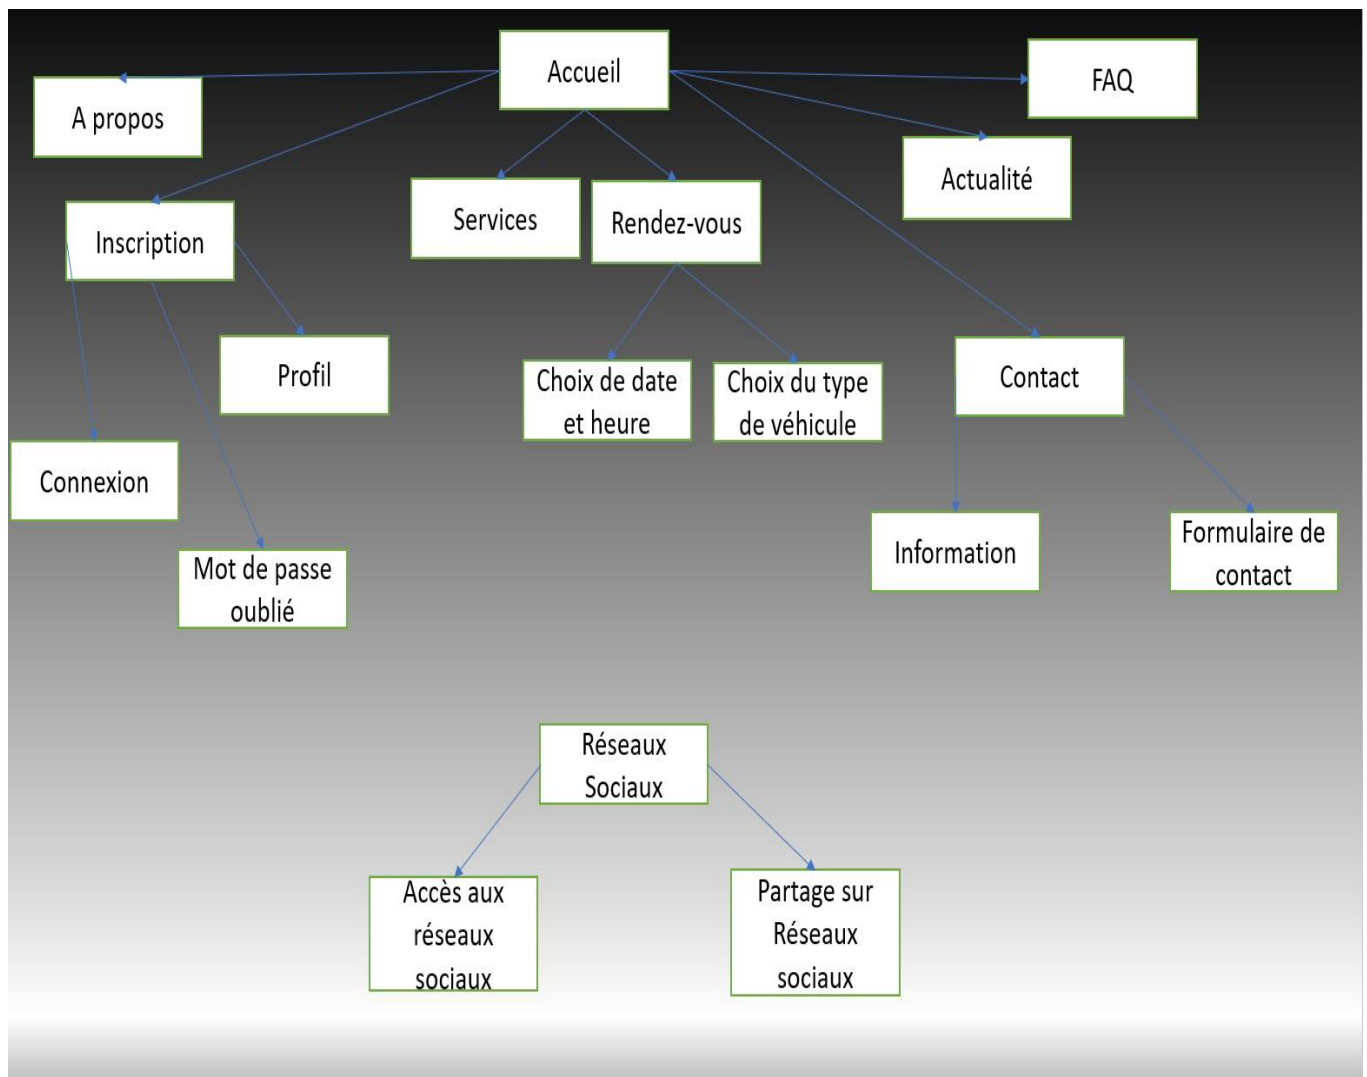 Accueil
FAQ
A propos
Actualité
Services
Rendez-vous
Inscription
Profil
Choix de date
et heure
Choix du type
de véhicule
Contact
Connexion
Mot de passe
oublié
Information
Formulaire de
contact
Réseaux
Sociaux
Accès aux
réseaux
sociaux
Partage sur
Réseaux
sociaux